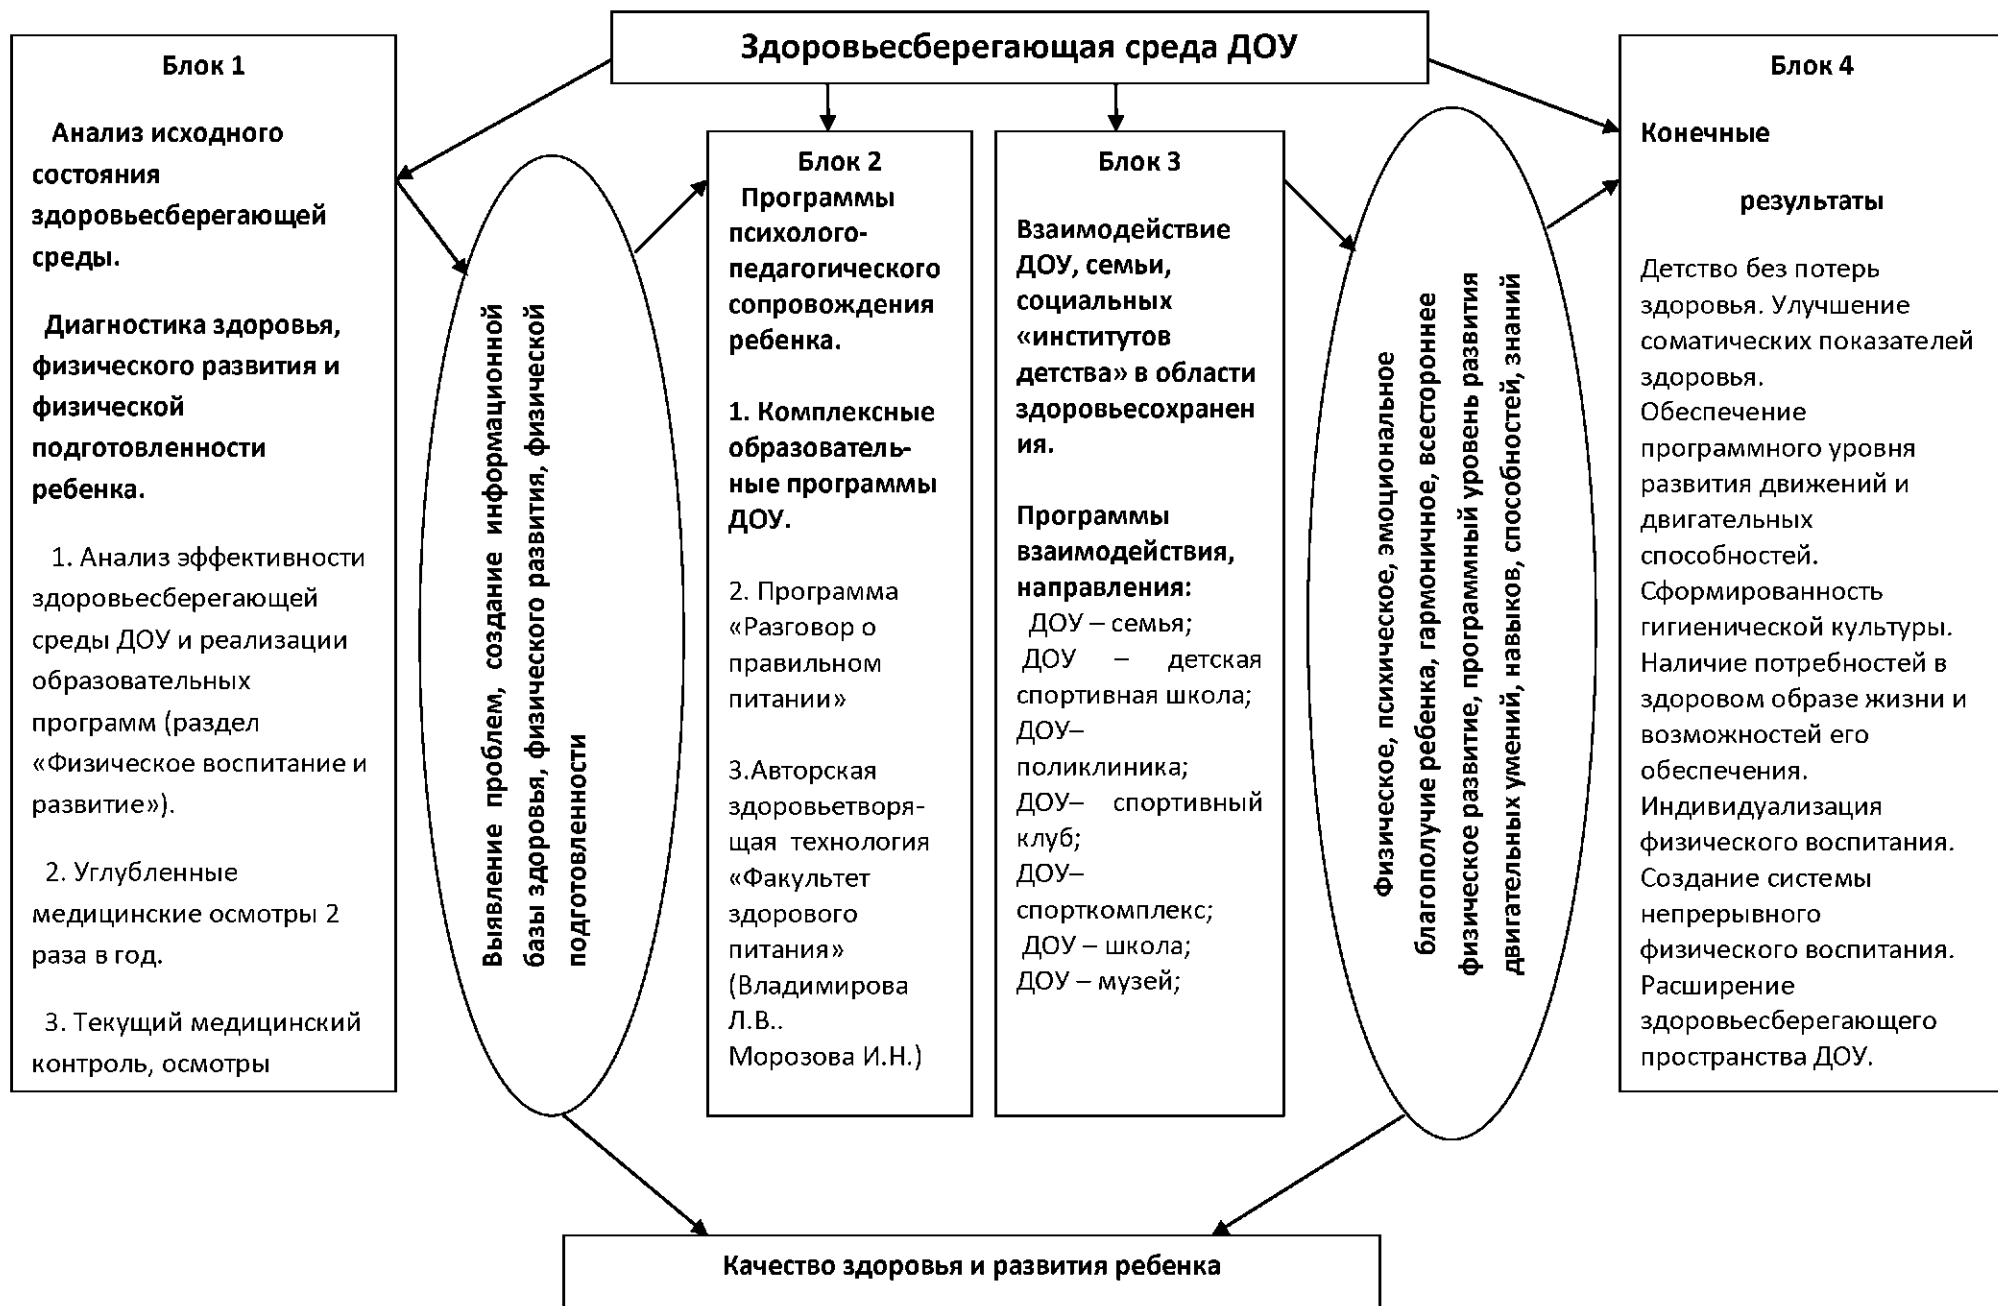 Здоровьесберегающая среда ДОУ
Блок 1
Анализ исходного
состояния
здоровьесберегающей
среды.
Диагностика здоровья,
физического развития и
физической
подготовленности
ребенка.
1. Анализ эффективности
здоровьесберегающей
среды ДОУ и реализации
образовательных
программ (раздел
«Физическое воспитание и
развитие»).
2. Углубленные
медицинские осмотры 2
раза в год.
3. Текущий медицинский
контроль, осмотры
Выявление проблем, создание информационной
базы здоровья, физического развития, физической
подготовленности
Блок 2
Программы
психолого-
педагогического
сопровождения
ребенка.
1. Комплексные
образователь-
ные программы
ДОУ.
2. Программа
«Разговор о
правильном
питании»
3.Авторская
здоровьетворя-
щая технология
«Факультет
здорового
питания»
(Владимирова
Л.В..
Морозова И.Н.)
Блок 3
Взаимодействие
ДОУ, семьи,
социальных
«институтов
детства» в области
здоровьесохранен
ия.
Программы
взаимодействия,
направления:
ДОУ – семья;
ДОУ – детская
спортивная школа;
ДОУ–
поликлиника;
ДОУ– спортивный
клуб;
ДОУ–
спорткомплекс;
ДОУ – школа;
ДОУ – музей;
Физическое, психическое, эмоциональное
благополучие ребенка, гармоничное, всестороннее
физическое развитие, программный уровень развития
двигательных умений, навыков, способностей, знаний
Блок 4
Конечные
результаты
Детство без потерь
здоровья. Улучшение
соматических показателей
здоровья.
Обеспечение
программного уровня
развития движений и
двигательных
способностей.
Сформированность
гигиенической культуры.
Наличие потребностей в
здоровом образе жизни и
возможностей его
обеспечения.
Индивидуализация
физического воспитания.
Создание системы
непрерывного
физического воспитания.
Расширение
здоровьесберегающего
пространства ДОУ.
Качество здоровья и развития ребенка